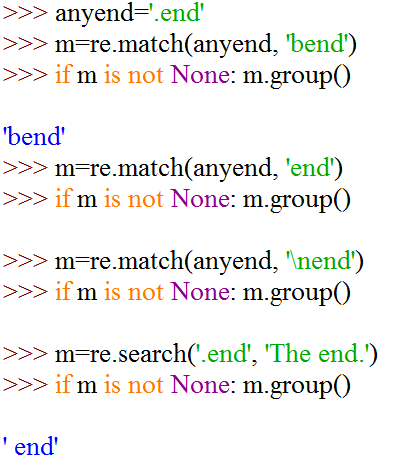 >>> anyend='.end'
>>> m=re.match(anyend, 'bend')
>>> if m is not None: m.group()
'bend'
>>> m=re.match(anyend, 'end')
>>> if m is not None: m.group()
>>> m=re.match(anyend, '\nend')
>>> if m is not None: m.group()
>>> m=re.search('.end', 'The end.')
>>> if m is not None: m.group()
' end'